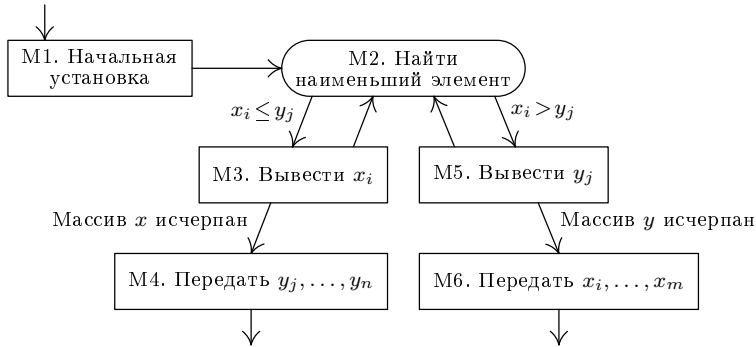 M1. Начальная
установка
M2. Найти
наименьший элемент
x_i ≤ y_j
x_i > y_j
M3. Вывести x_i
M5. Вывести y_j
Массив x исчерпан
Массив y исчерпан
M4. Передать y_j, ..., y_n
M6. Передать x_i, ..., x_m